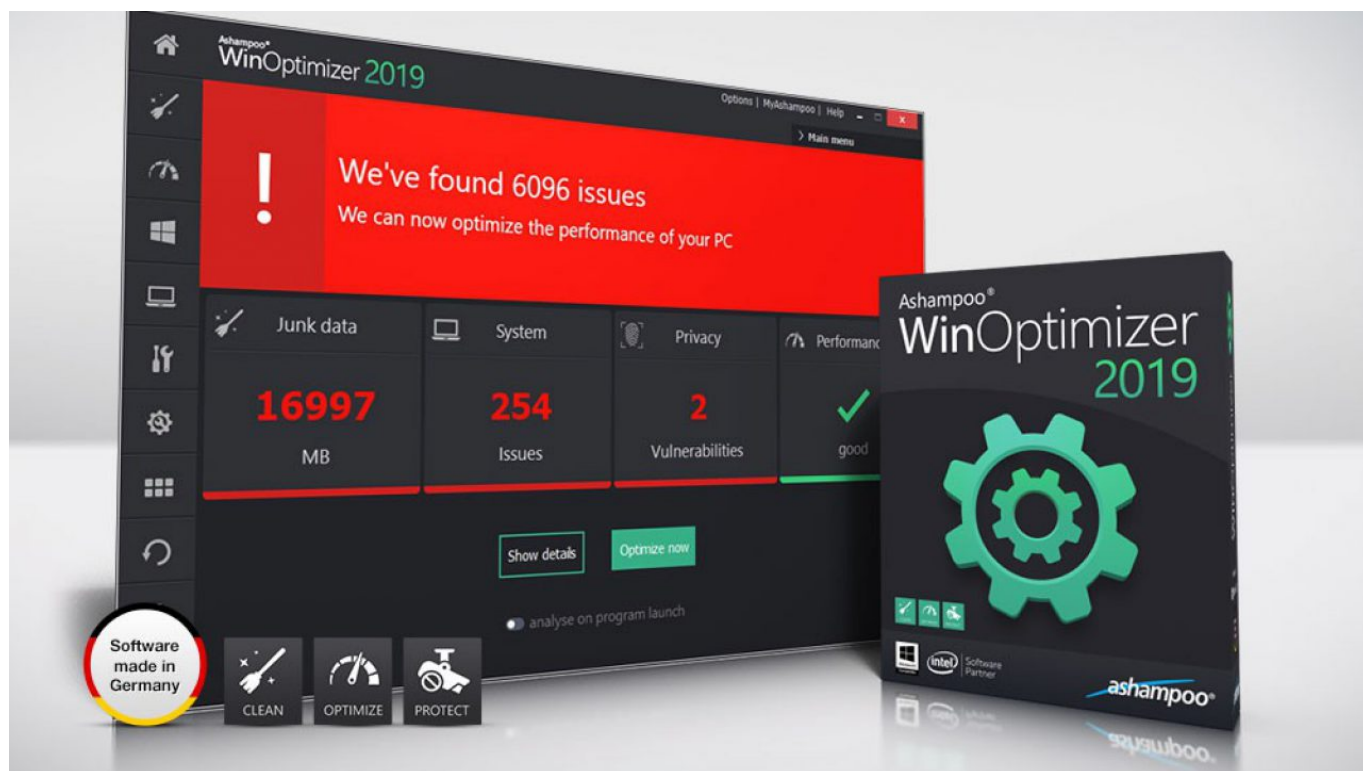 Ashampoo®
WinOptimizer 2019
Options | MyAshampoo | Help
> Main menu
!
We've found 6096 issues
We can now optimize the performance of your PC
Junk data
16997
MB
System
254
Issues
Privacy
2
Vulnerabilities
Performanc
good
Show details
Optimize now
analyse on program launch
Software
made in
Germany
CLEAN
OPTIMIZE
PROTECT
Ashampoo®
WinOptimizer
2019
intel
Software
Partner
ashampoo®